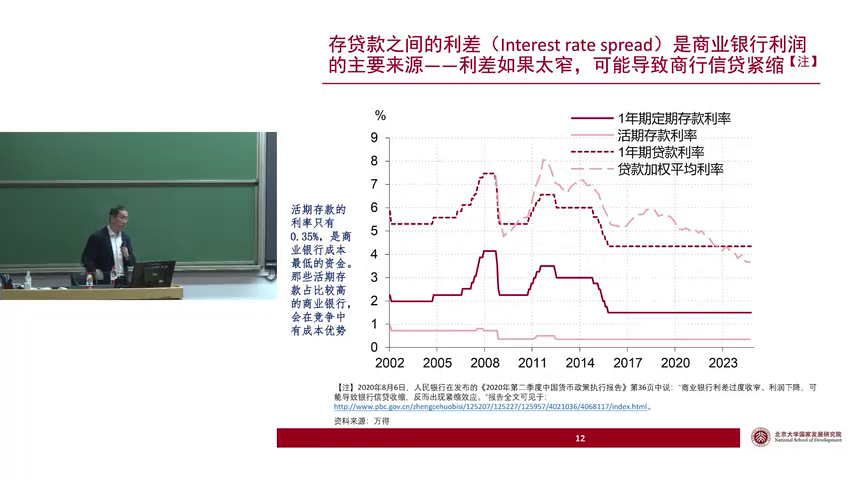 存贷款之间的利差（Interest rate spread）是商业银行利润
的主要来源——利差如果太窄，可能导致商行信贷紧缩【注】
%
9
8
7
6
5
4
3
2
1
0
2002 2005 2008 2011 2014 2017 2020 2023
1年期定期存款利率
活期存款利率
1年期贷款利率
贷款加权平均利率
活期存款的
利率只有
0.35%，是商
业银行成本
最低的资金。
那些活期存
款占比较高
的商业银行，
会在竞争中
有成本优势
【注】2020年8月6日，人民银行在发布的《2020年第二季度中国货币政策执行报告》第36页中说：“商业银行利差过度收窄、利润下降，可
能导致银行信贷收缩，反而出现紧缩效应。”报告全文可见于：
http://www.pbc.gov.cn/zhengcehuobisi/125207/125227/125957/4021036/4068117/index.html。
资料来源：万得
12
北京大学国家发展研究院
National School of Development